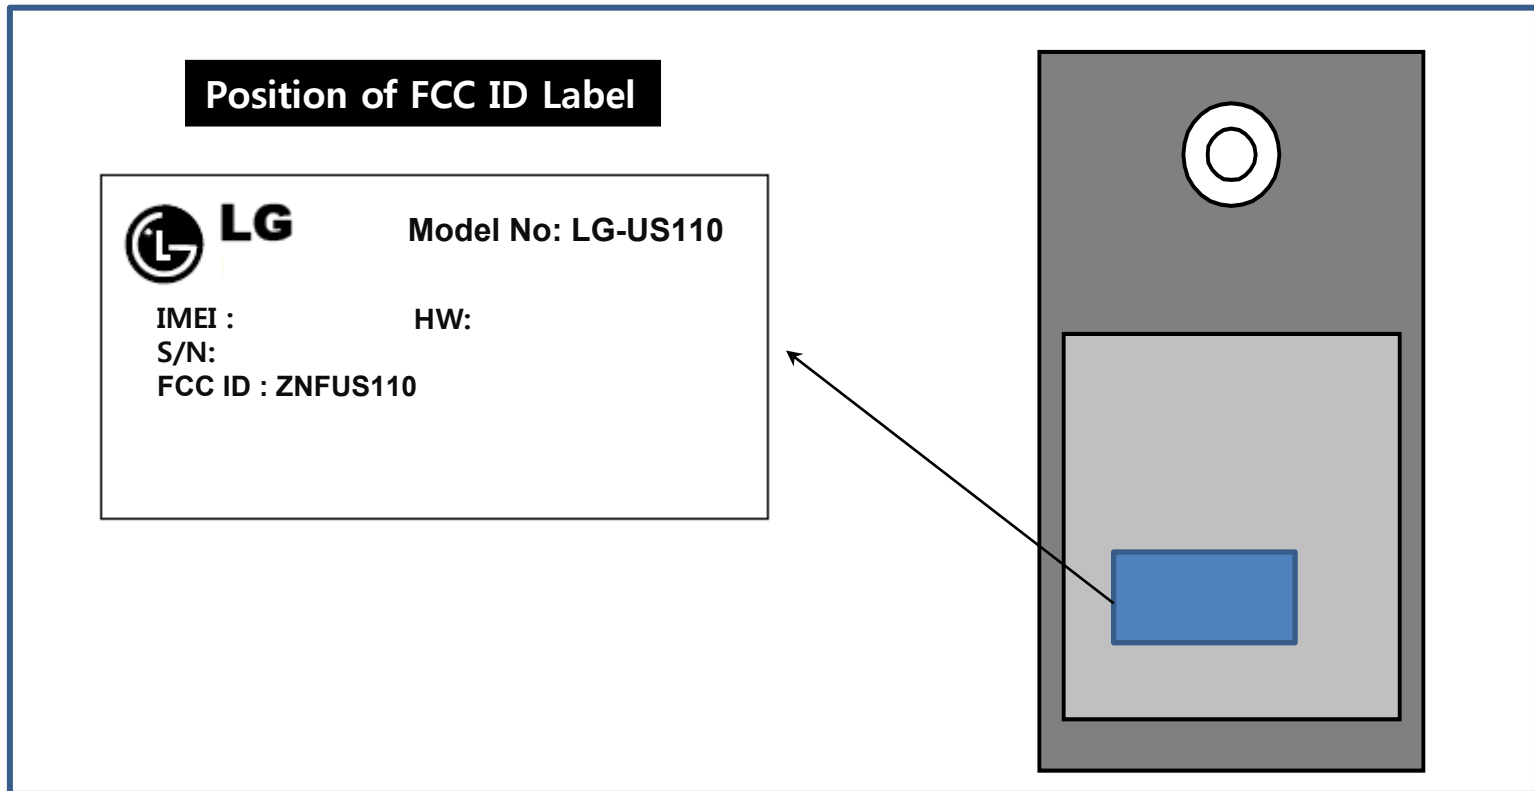 Position of FCC ID Label
LG
Model No: LG-US110
IMEI :
HW:
S/N:
FCC ID : ZNFUS110